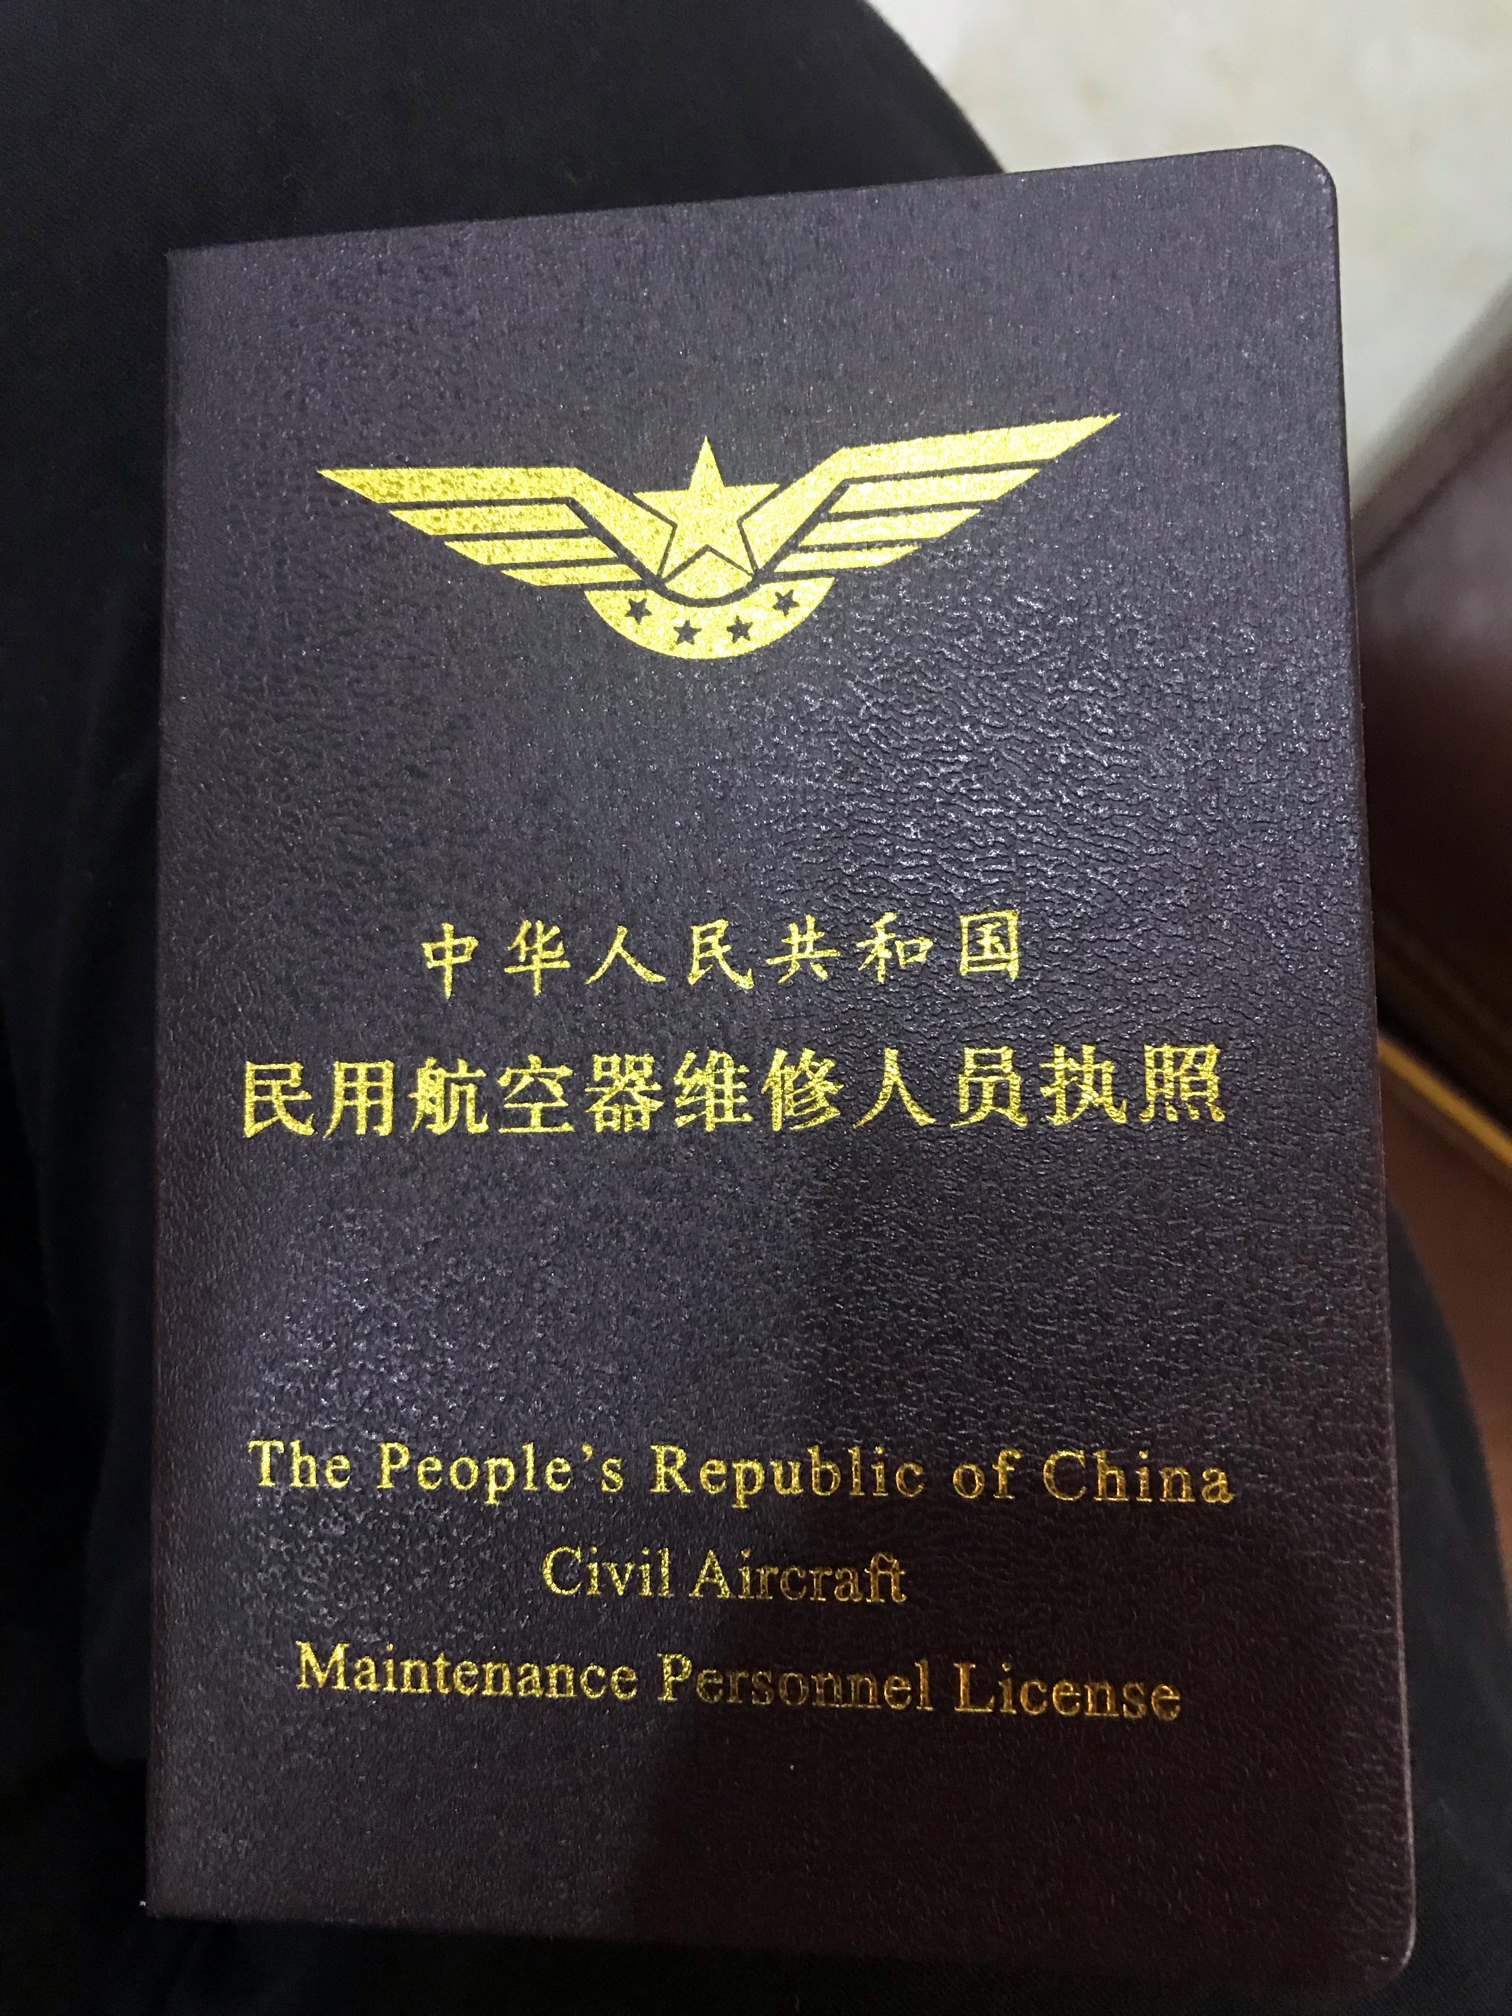 中华人民共和国
民用航空器维修人员执照
The People's Republic of China
Civil Aircraft
Maintenance Personnel License